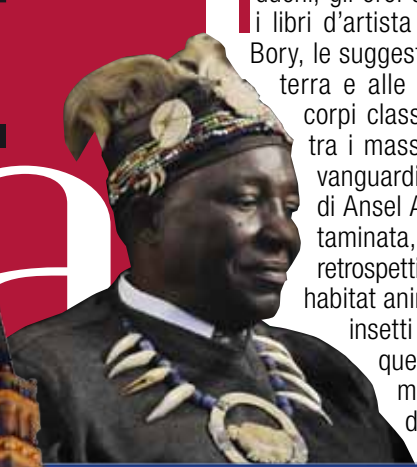 i libri d'artista
Bory, le suggest
terra e alle
corpi class
tra i mass
vanguardi
di Ansel A
taminata,
retrospetti
habitat ani
insetti
que
m
d